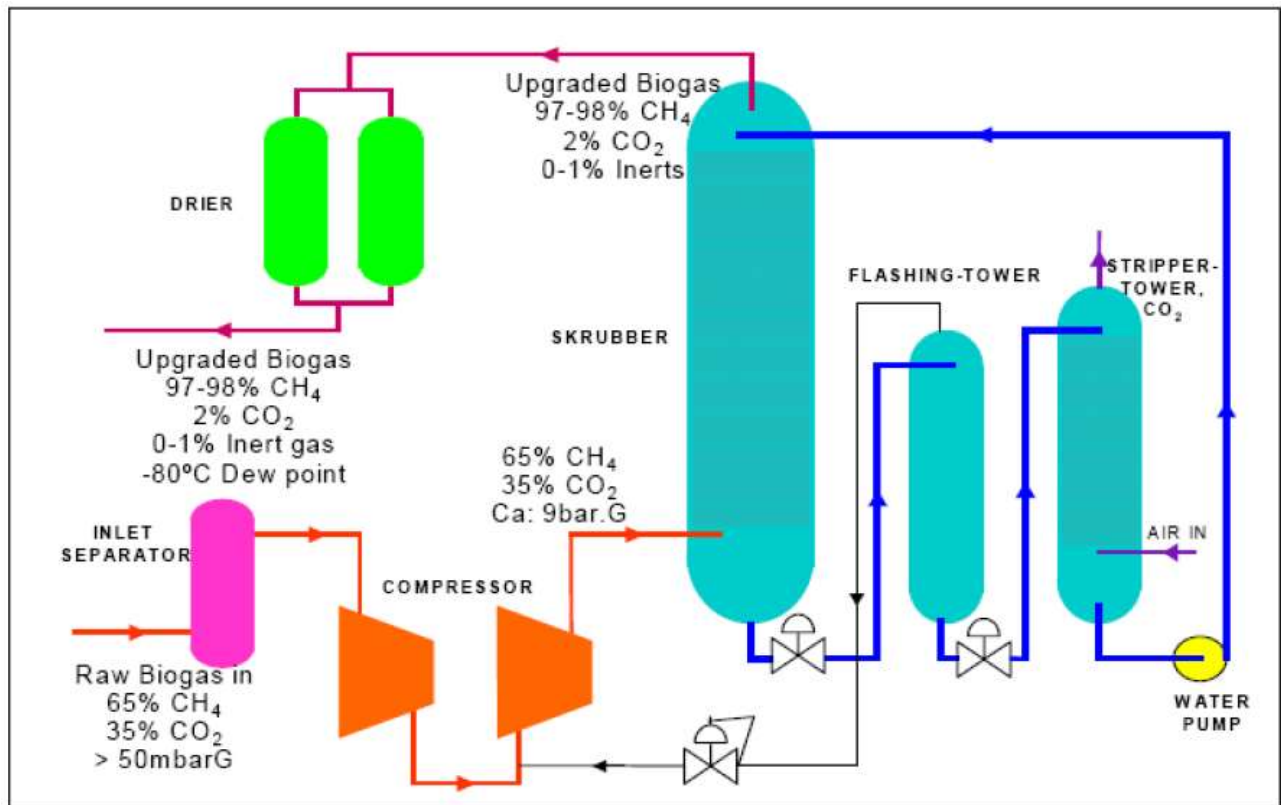 Upgraded Biogas
97-98% CH₄
2% CO₂
0-1% Inerts
DRIER
FLASHING-TOWER
STRIPPER-
TOWER,
CO₂
SKRUBBER
Upgraded Biogas
97-98% CH₄
2% CO₂
0-1% Inert gas
-80ºC Dew point
65% CH₄
35% CO₂
Ca: 9bar.G
INLET
SEPARATOR
AIR IN
COMPRESSOR
Raw Biogas in
65% CH₄
35% CO₂
> 50mbarG
WATER
PUMP